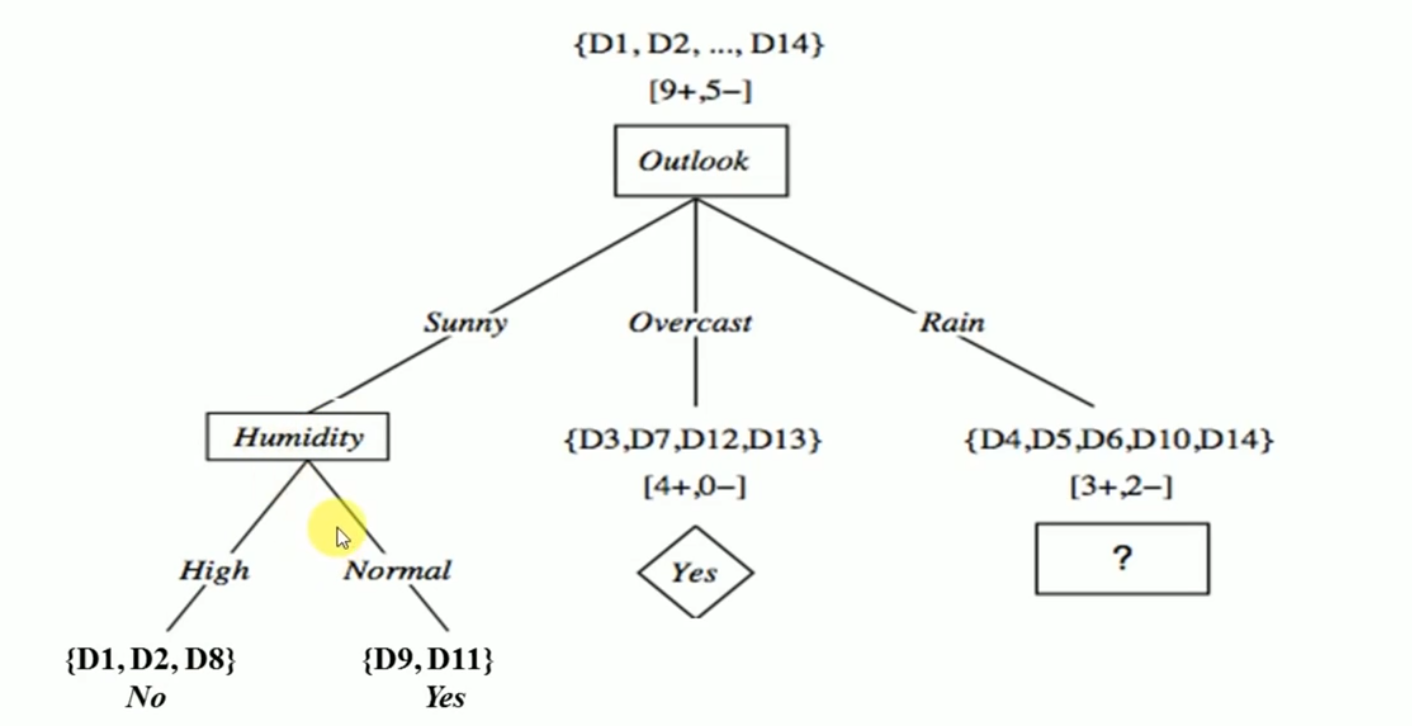 {D1, D2, ..., D14}
[9+,5−]
Outlook
Sunny
Overcast
Rain
Humidity
{D3,D7,D12,D13}
{D4,D5,D6,D10,D14}
[4+,0−]
[3+,2−]
Yes
?
High
Normal
{D1, D2, D8}
{D9, D11}
No
Yes